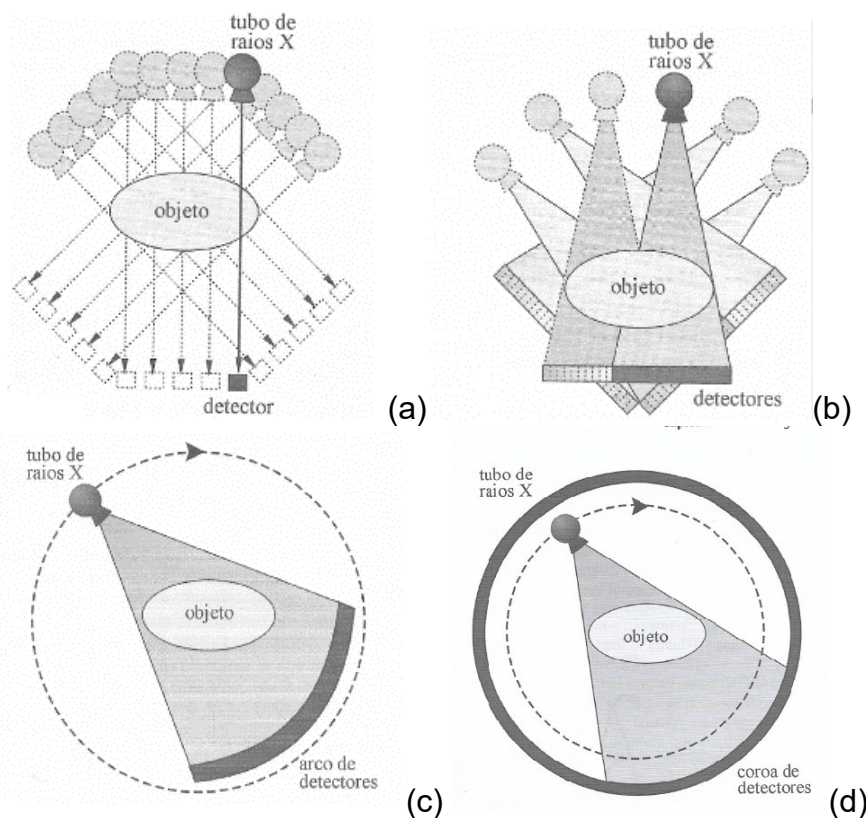 tubo de
raios X
objeto
detector
(a)
tubo de
raios X
objeto
detectores
(b)
tubo de
raios X
objeto
arco de
detectores
(c)
tubo de
raios X
objeto
coroa de
detectores
(d)